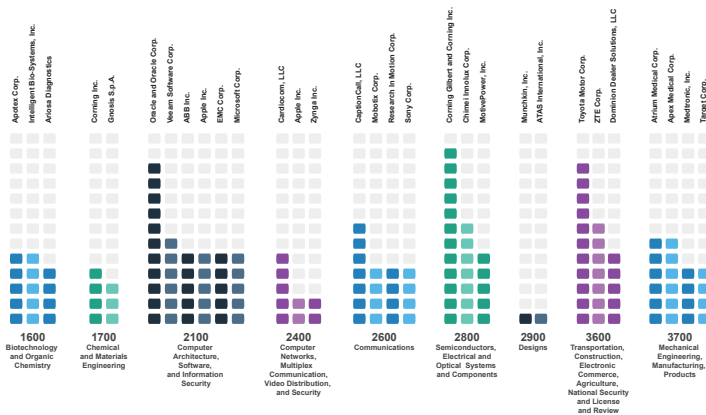 Apotex Corp.
Intelligent Bio-Systems, Inc.
Ariosa Diagnostics
Corning Inc.
Gnosis S.p.A.
Oracle and Oracle Corp.
Veeam Software Corp.
ABB Inc.
Apple Inc.
EMC Corp.
Microsoft Corp.
Cardiocom, LLC
Apple Inc.
Zynga Inc.
CaptionCall, LLC
Mobotix Corp.
Research In Motion Corp.
Sony Corp.
Corning Gilbert and Corning Inc.
Chimei Innolux Corp.
MotivePower, Inc.
Munchkin, Inc.
ATAS International, Inc.
Toyota Motor Corp.
ZTE Corp.
Dominion Dealer Solutions, LLC
Atrium Medical Corp.
Apex Medical Corp.
Medtronic, Inc.
Target Corp.
1600
Biotechnology
and Organic
Chemistry
1700
Chemical
and Materials
Engineering
2100
Computer
Architecture,
Software,
and Information
Security
2400
Computer
Networks,
Multiplex
Communication,
Video Distribution,
and Security
2600
Communications
2800
Semiconductors,
Electrical and
Optical Systems
and Components
2900
Designs
3600
Transportation,
Construction,
Electronic
Commerce,
Agriculture,
National Security
and License
and Review
3700
Mechanical
Engineering,
Manufacturing,
Products